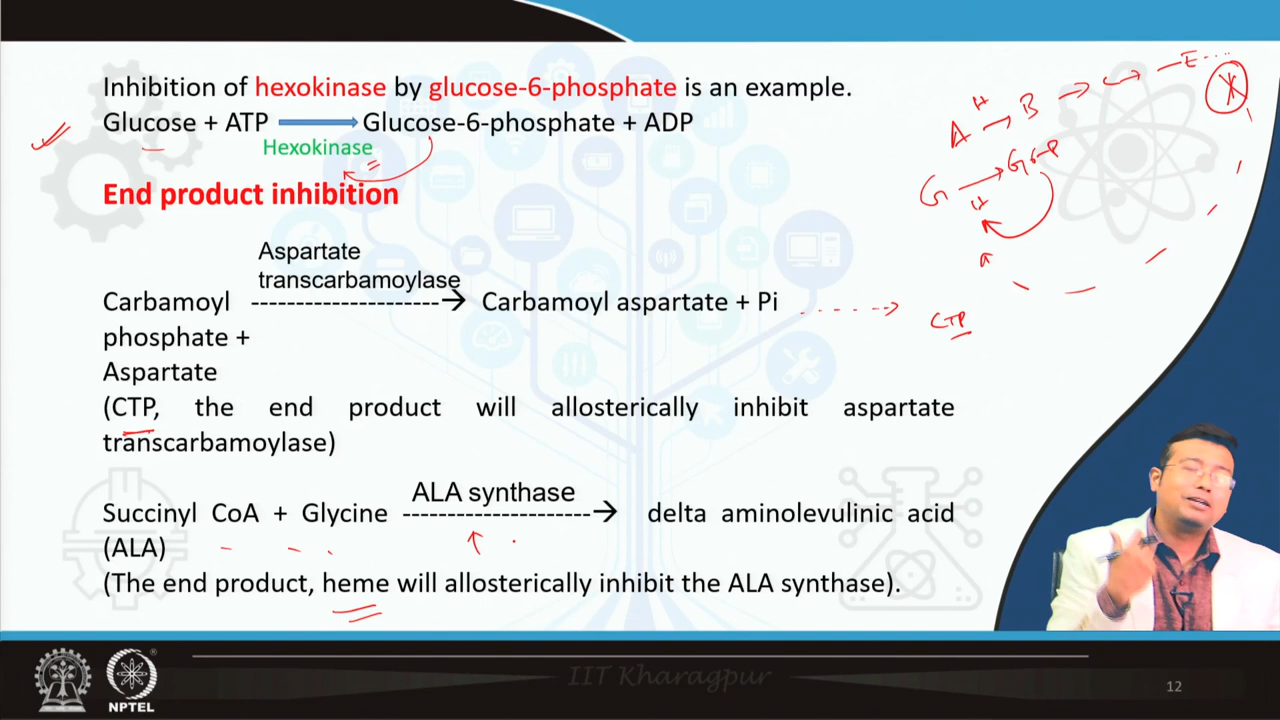 Inhibition of hexokinase by glucose-6-phosphate is an example.
Glucose + ATP ⟶ Glucose-6-phosphate + ADP
Hexokinase
End product inhibition
Aspartate
transcarbamoylase
Carbamoyl --------------------→ Carbamoyl aspartate + Pi
phosphate +
Aspartate
(CTP, the end product will allosterically inhibit aspartate
transcarbamoylase)
ALA synthase
Succinyl CoA + Glycine --------------------→ delta aminolevulinic acid
(ALA)
(The end product, heme will allosterically inhibit the ALA synthase).
A → B
G → G6-P
H
CTP
IIT Kharagpur
NPTEL
12